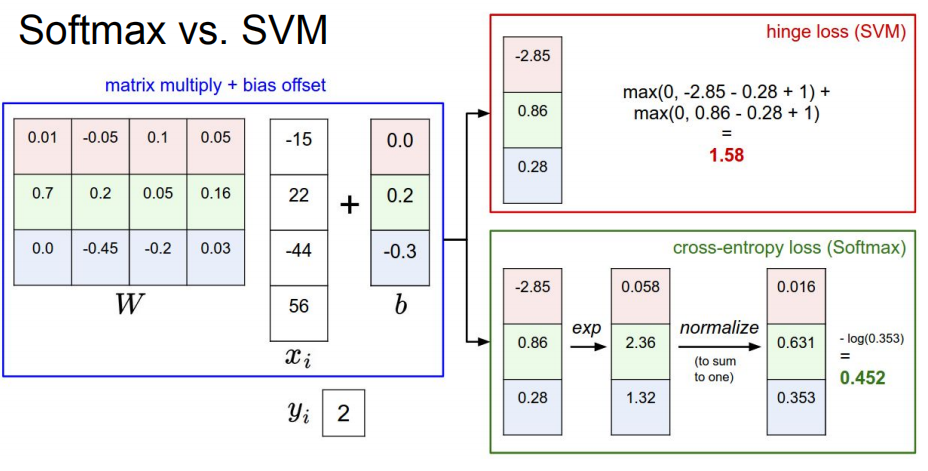 Softmax vs. SVM
matrix multiply + bias offset
0.01 -0.05 0.1 0.05
0.7 0.2 0.05 0.16
0.0 -0.45 -0.2 0.03
W
-15
22
-44
56
x_i
+
0.0
0.2
-0.3
b
y_i 2
hinge loss (SVM)
-2.85
0.86
0.28
max(0, -2.85 - 0.28 + 1) +
max(0, 0.86 - 0.28 + 1)
=
1.58
cross-entropy loss (Softmax)
-2.85
0.86
0.28
exp
0.058
2.36
1.32
normalize
(to sum
to one)
0.016
0.631
0.353
- log(0.353)
=
0.452